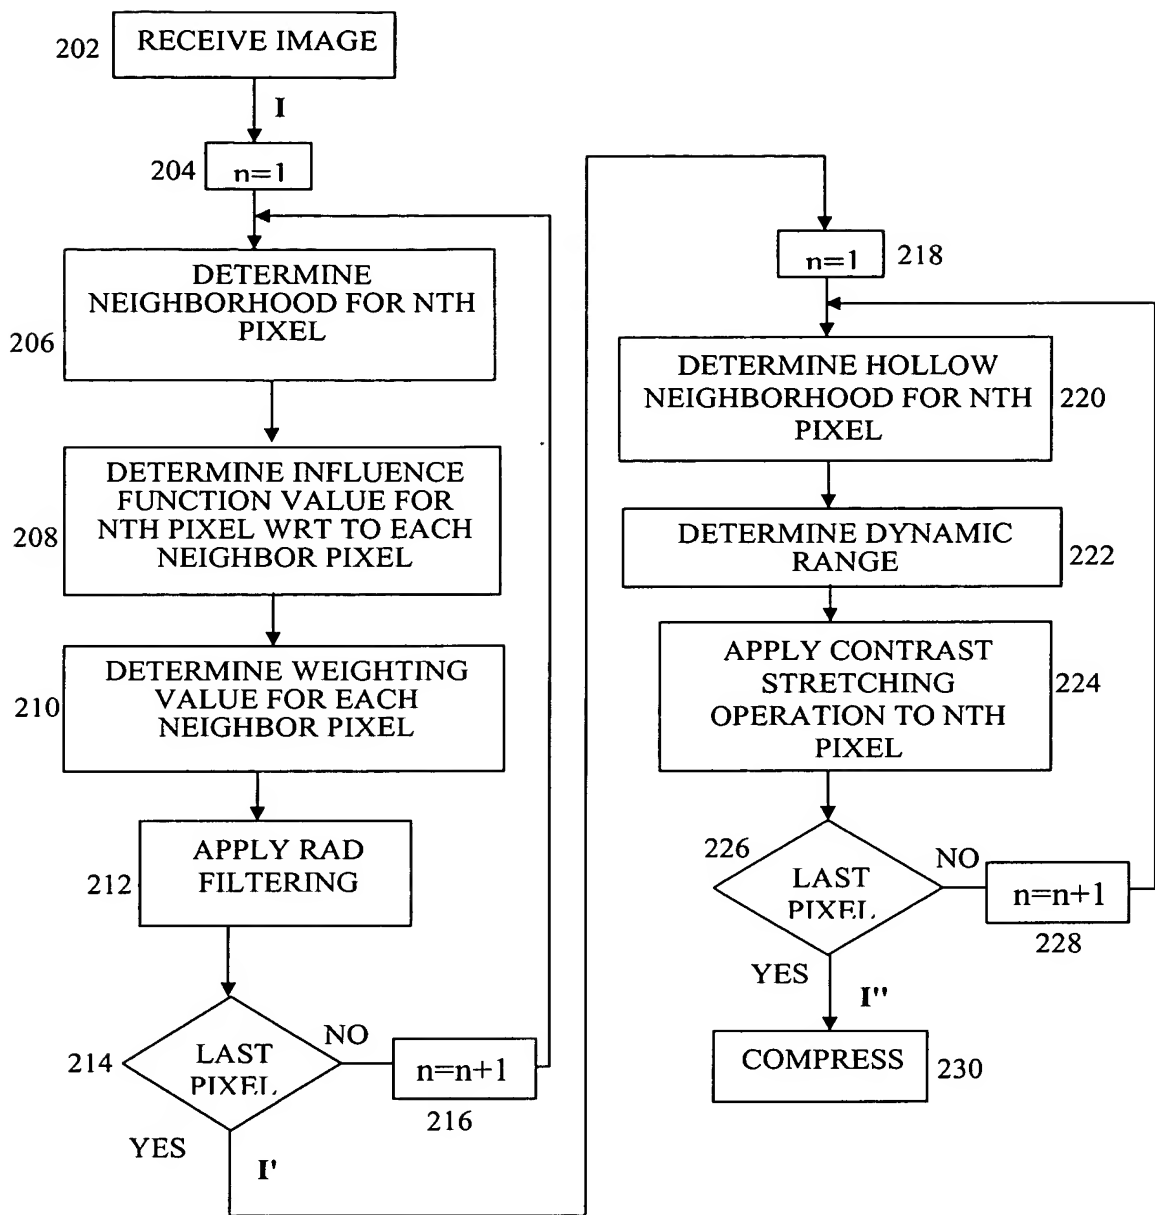 202
RECEIVE IMAGE
I
204
n=1
206
DETERMINE
NEIGHBORHOOD FOR NTH
PIXEL
208
DETERMINE INFLUENCE
FUNCTION VALUE FOR
NTH PIXEL WRT TO EACH
NEIGHBOR PIXEL
210
DETERMINE WEIGHTING
VALUE FOR EACH
NEIGHBOR PIXEL
212
APPLY RAD
FILTERING
214
LAST
PIXEL
NO
n=n+1
216
YES
I'
n=1
218
DETERMINE HOLLOW
NEIGHBORHOOD FOR NTH
PIXEL
220
DETERMINE DYNAMIC
RANGE
222
APPLY CONTRAST
STRETCHING
OPERATION TO NTH
PIXEL
224
226
LAST
PIXEL
NO
n=n+1
228
YES
I''
COMPRESS
230